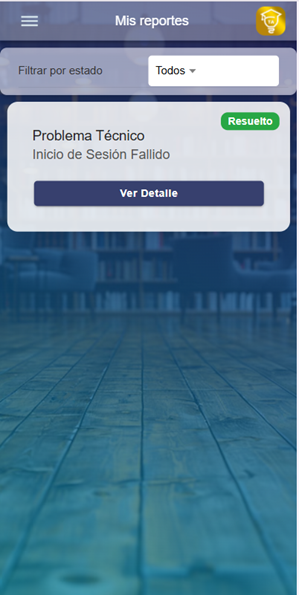 Mis reportes
Filtrar por estado
Todos
Resuelto
Problema Técnico
Inicio de Sesión Fallido
Ver Detalle